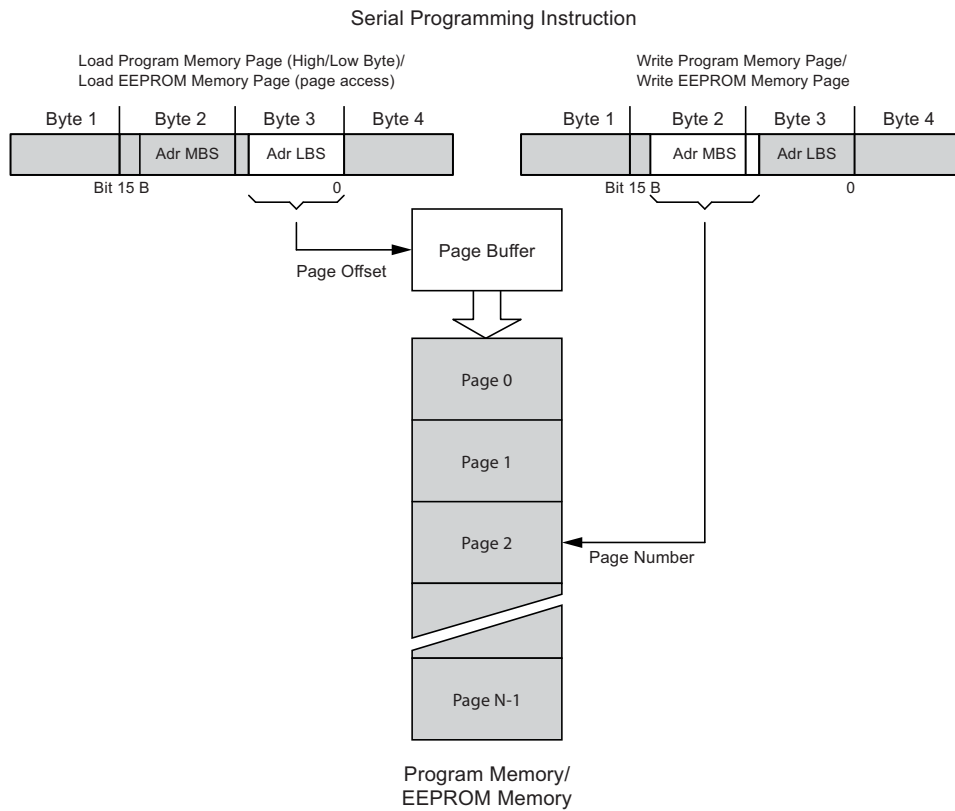 Serial Programming Instruction
Load Program Memory Page (High/Low Byte)/
Load EEPROM Memory Page (page access)
Byte 1
Byte 2
Byte 3
Byte 4
Adr MBS
Adr LBS
Bit 15 B
0
Write Program Memory Page/
Write EEPROM Memory Page
Byte 1
Byte 2
Byte 3
Byte 4
Adr MBS
Adr LBS
Bit 15 B
0
Page Offset
Page Buffer
Page 0
Page 1
Page 2
Page Number
Page N-1
Program Memory/
EEPROM Memory